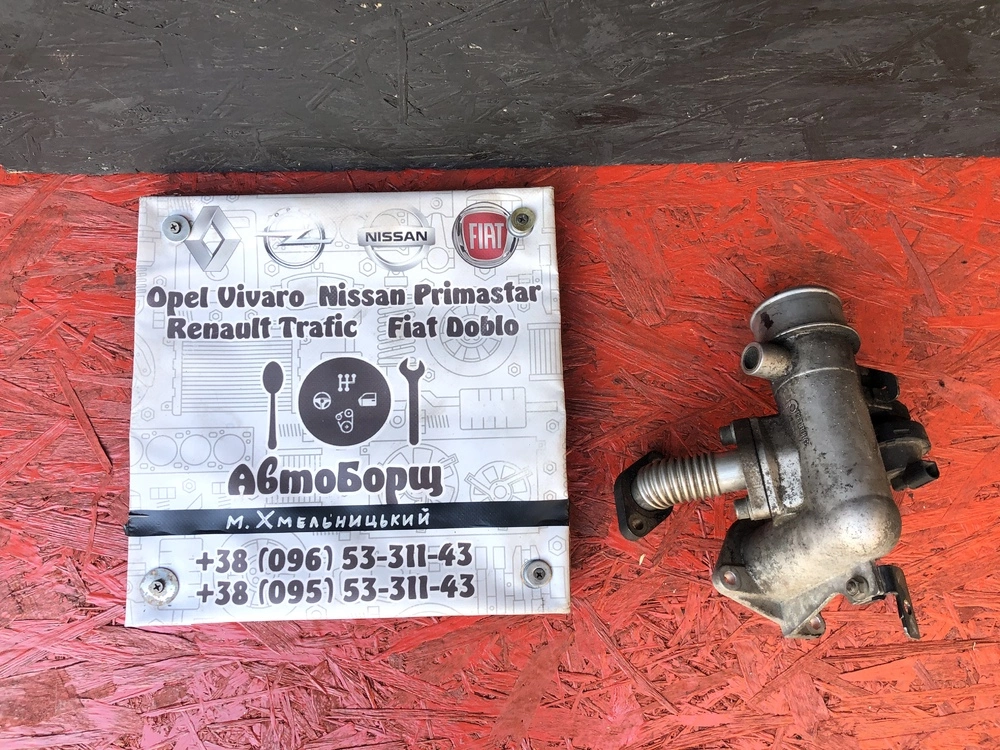 NISSAN
FIAT
Opel Vivaro Nissan Primastar
Renault Trafic Fiat Doblo
АвтоБорщ
м. Хмельницький
+38 (096) 53-311-43
+38 (095) 53-311-43